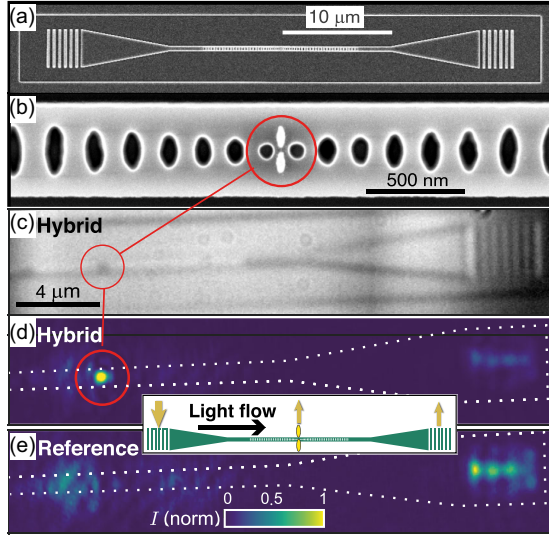 (a)
10 μm
(b)
500 nm
(c) Hybrid
4 μm
(d) Hybrid
Light flow
(e) Reference
I (norm)
0 0.5 1